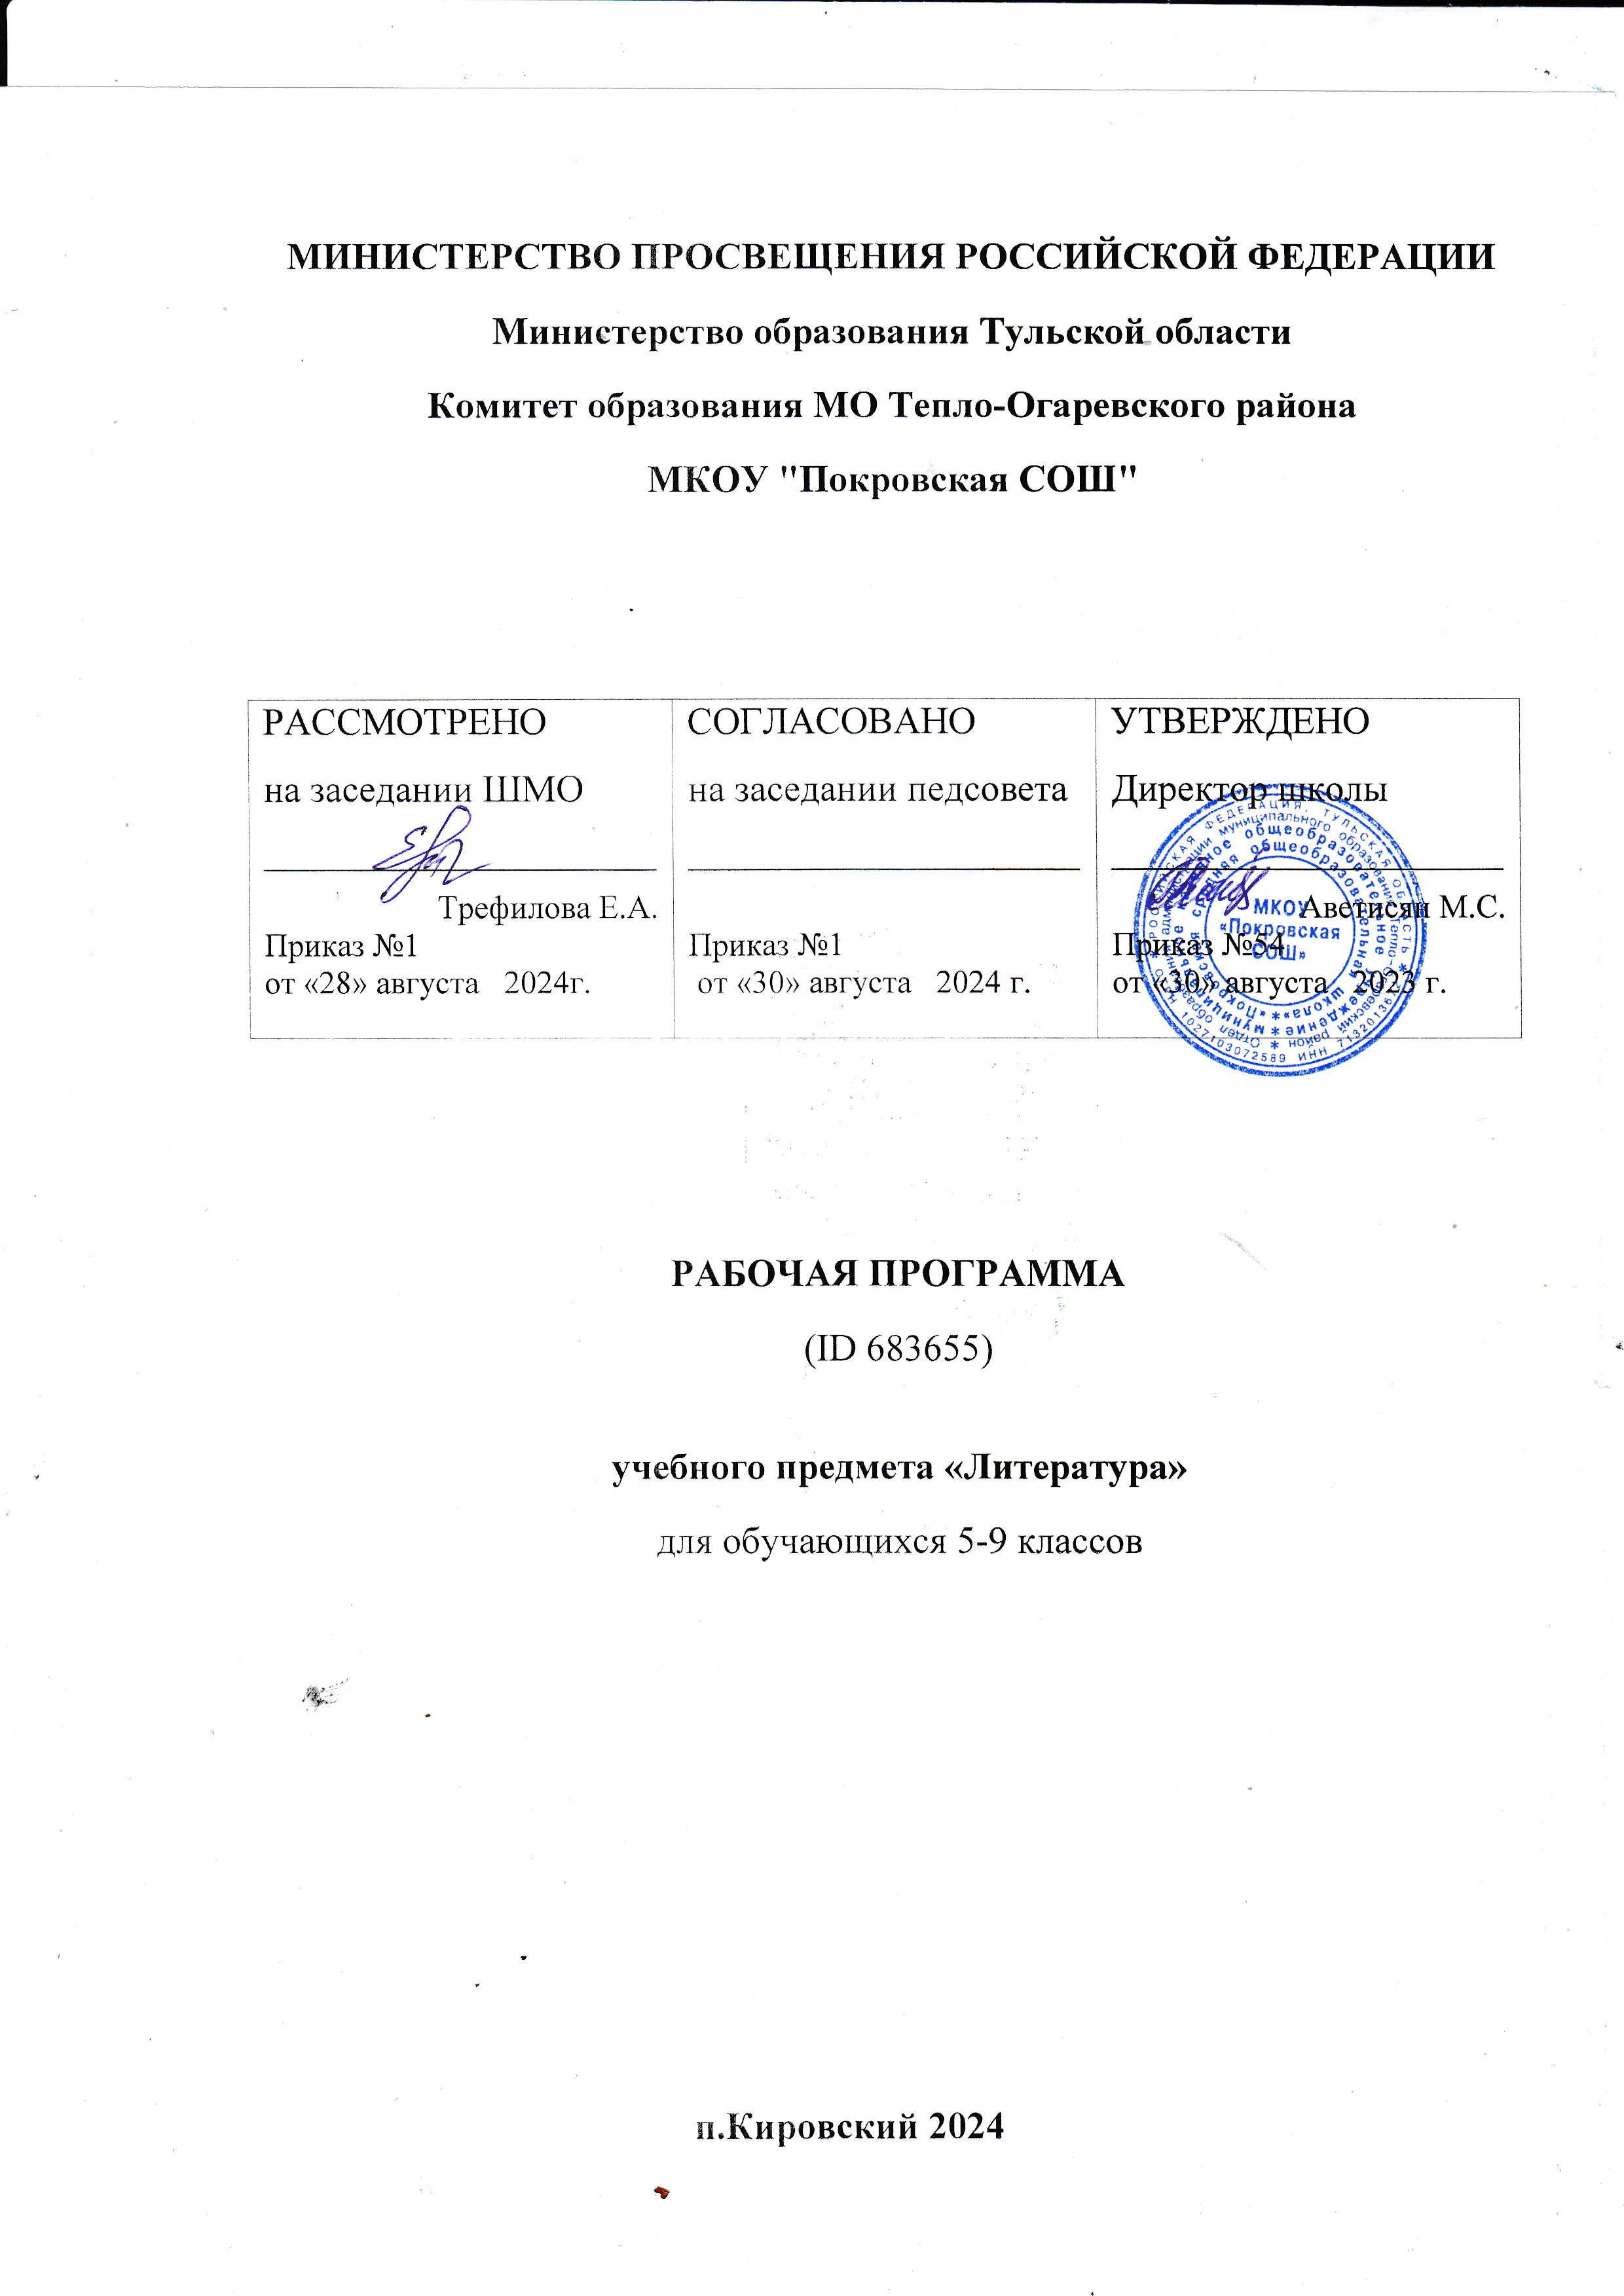 МИНИСТЕРСТВО ПРОСВЕЩЕНИЯ РОССИЙСКОЙ ФЕДЕРАЦИИ
Министерство образования Тульской области
Комитет образования МО Тепло-Огаревского района
МКОУ "Покровская СОШ"
РАССМОТРЕНО
на заседании ШМО
Трефилова Е.А.
Приказ №1
от «28» августа 2024г.
СОГЛАСОВАНО
на заседании педсовета
Приказ №1
от «30» августа 2024 г.
УТВЕРЖДЕНО
Директор школы
Аветисян М.С.
Приказ №54
от «30» августа 2023 г.
МКОУ
«Покровская
СОШ»
РАБОЧАЯ ПРОГРАММА
(ID 683655)
учебного предмета «Литература»
для обучающихся 5-9 классов
п.Кировский 2024